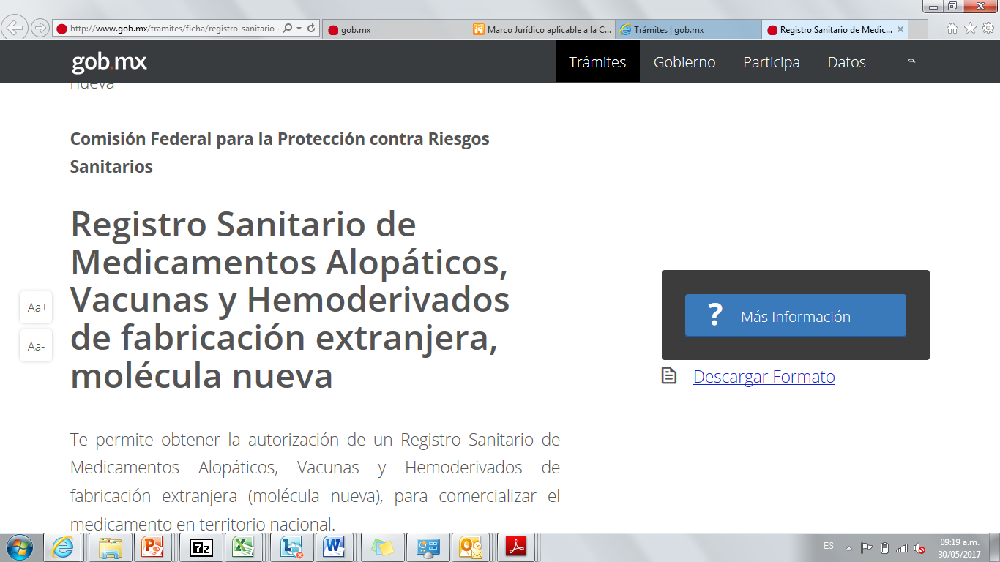 http://www.gob.mx/tramites/ficha/registro-sanitario-
gob.mx
Marco Jurídico aplicable a la C...
Trámites | gob.mx
Registro Sanitario de Medic...
gob.mx
Trámites
Gobierno
Participa
Datos
nueva
Comisión Federal para la Protección contra Riesgos
Sanitarios
Registro Sanitario de
Medicamentos Alopáticos,
Vacunas y Hemoderivados
de fabricación extranjera,
molécula nueva
Aa+
Aa-
? Más Información
Descargar Formato
Te permite obtener la autorización de un Registro Sanitario de
Medicamentos Alopáticos, Vacunas y Hemoderivados de
fabricación extranjera (molécula nueva), para comercializar el
medicamento en territorio nacional.
7z
ES
09:19 a.m.
30/05/2017